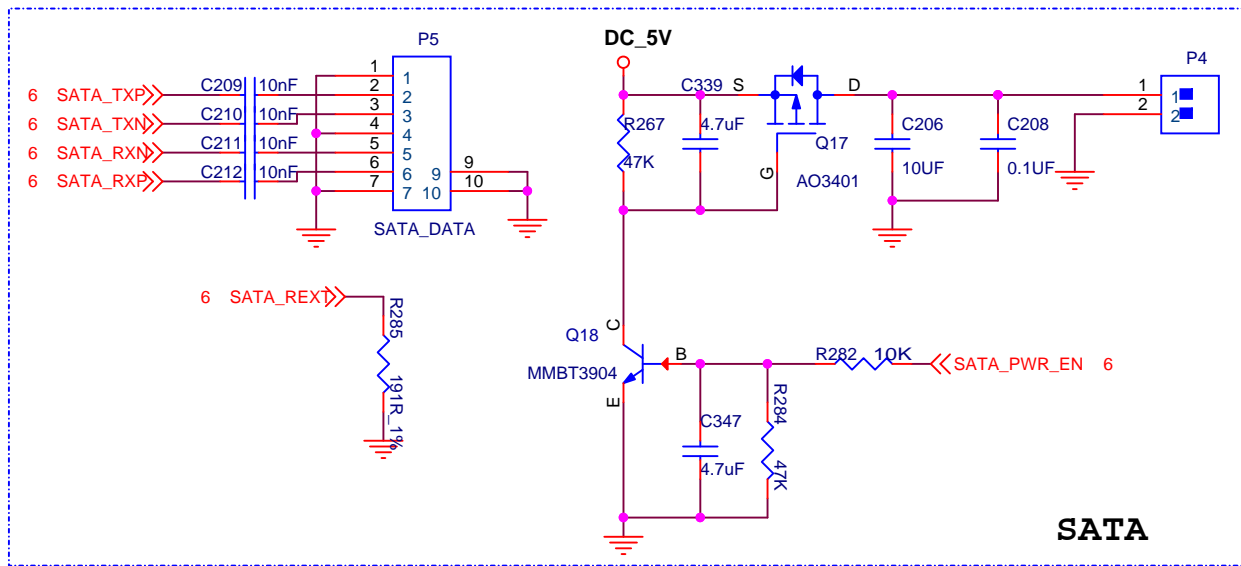 P5
1
2
3
4
5
6
7
1
2
3
4
5
6
7
9
10
9
10
SATA_DATA
6 SATA_TXP
6 SATA_TXN
6 SATA_RXN
6 SATA_RXP
C209 10nF
C210 10nF
C211 10nF
C212 10nF
6 SATA_REXT
R285
191R_1%
DC_5V
R267
47K
C339
4.7uF
S
D
G
Q17
AO3401
C206
10UF
C208
0.1UF
P4
1
2
1
2
Q18
MMBT3904
C
B
E
C347
4.7uF
R284
47K
R282 10K
SATA_PWR_EN 6
SATA